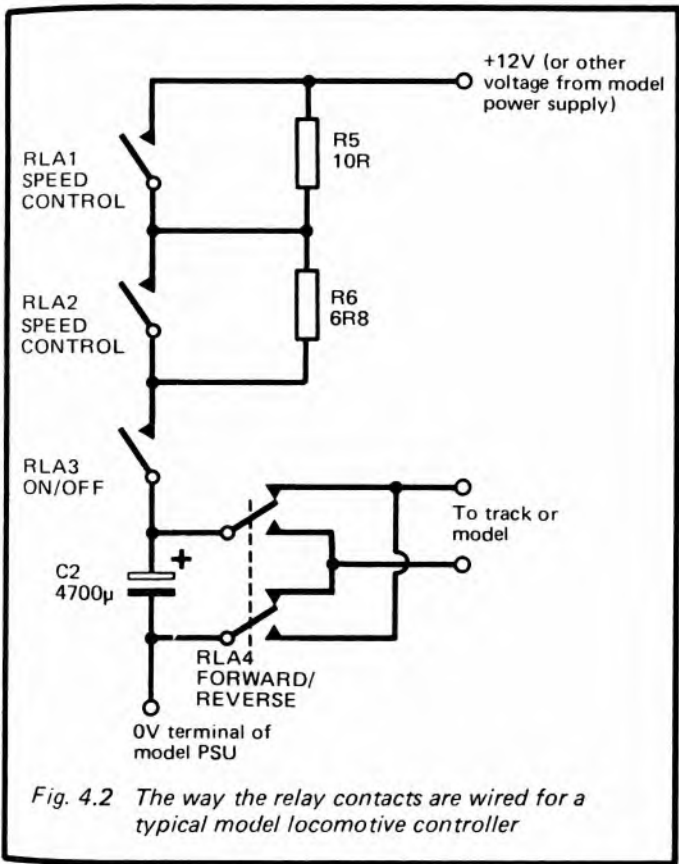 +12V (or other
voltage from model
power supply)
R5
10R
RLA1
SPEED
CONTROL
R6
6R8
RLA2
SPEED
CONTROL
RLA3
ON/OFF
To track or
model
+
C2
4700µ
RLA4
FORWARD/
REVERSE
0V terminal of
model PSU
Fig. 4.2 The way the relay contacts are wired for a
typical model locomotive controller